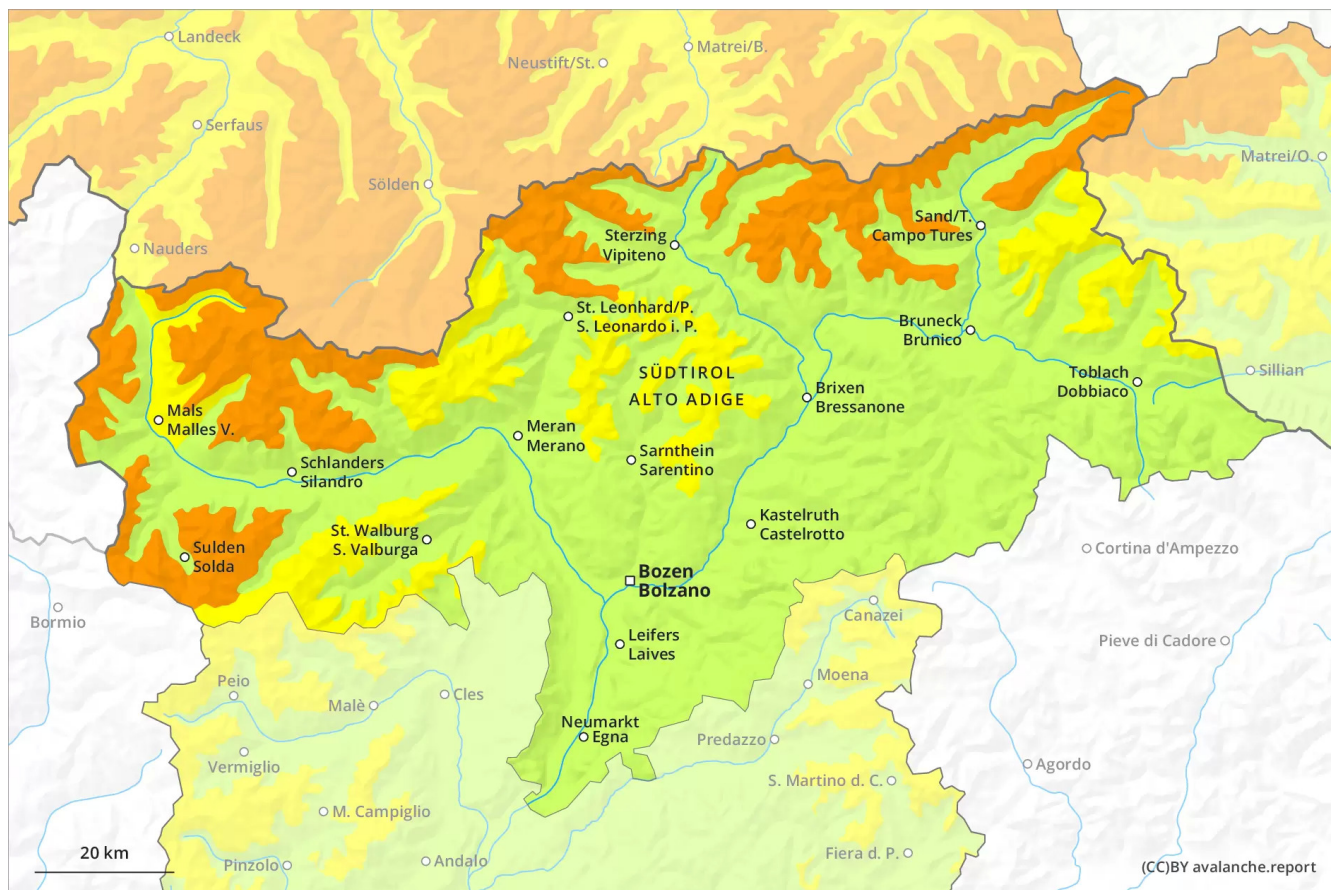 Landeck
Matrei/B.
Neustift/St.
Serfaus
Matrei/O.
Sölden
Sand/T.
Campo Tures
Sterzing
Vipiteno
Nauders
St. Leonhard/P.
S. Leonardo i. P.
Bruneck
Brunico
SÜDTIROL
ALTO ADIGE
Toblach
Dobbiaco
Sillian
Brixen
Bressanone
Mals
Malles V.
Meran
Merano
Sarnthein
Sarentino
Schlanders
Silandro
Kastelruth
Castelrotto
St. Walburg
S. Valburga
Cortina d'Ampezzo
Sulden
Solda
Bozen
Bolzano
Bormio
Canazei
Leifers
Laives
Pieve di Cadore
Moena
Peio
Cles
Malè
Neumarkt
Egna
Predazzo
Vermiglio
Agordo
S. Martino d. C.
M. Campiglio
20 km
Andalo
Fiera d. P.
Pinzolo
(CC)BY avalanche.report